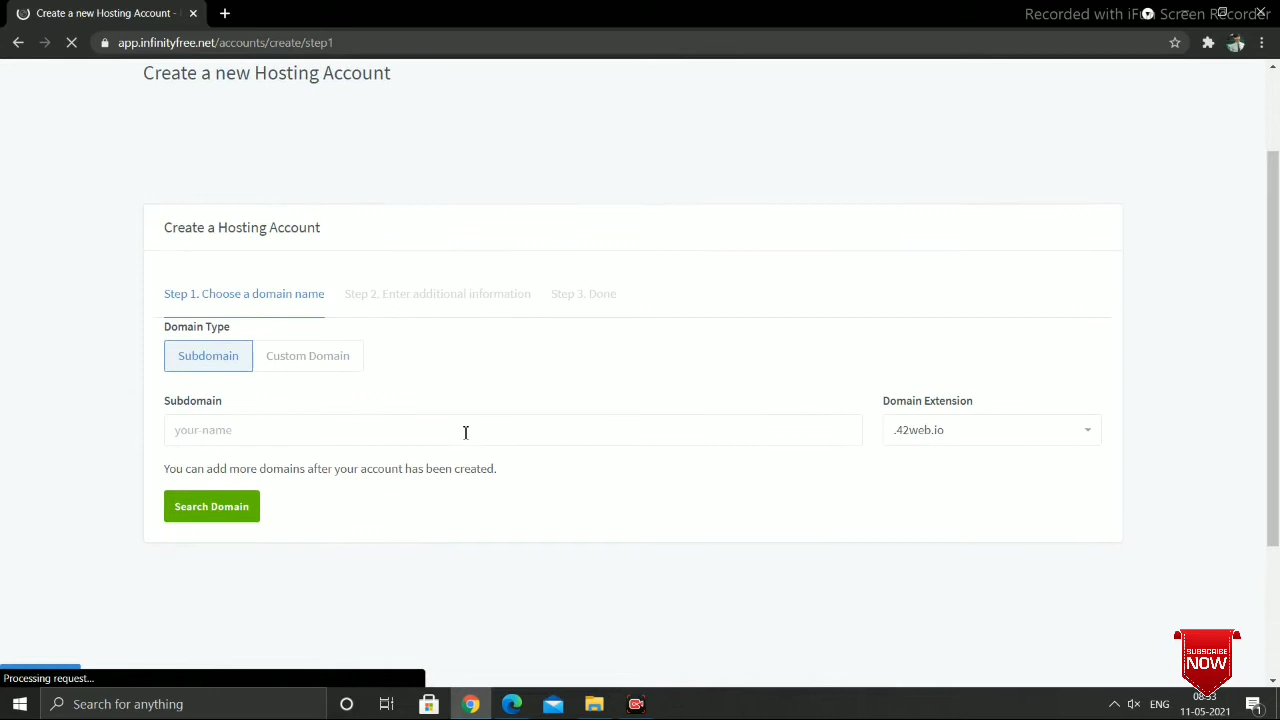 Create a new Hosting Account -
Recorded with iFun Screen Recorder
app.infinityfree.net/accounts/create/step1
Create a new Hosting Account
Create a Hosting Account
Step 1. Choose a domain name Step 2. Enter additional information Step 3. Done
Domain Type
Subdomain Custom Domain
Subdomain Domain Extension
your-name .42web.io
You can add more domains after your account has been created.
Search Domain
SUBSCRIBE
NOW
Processing request...
Search for anything
ENG
11-05-2021
1